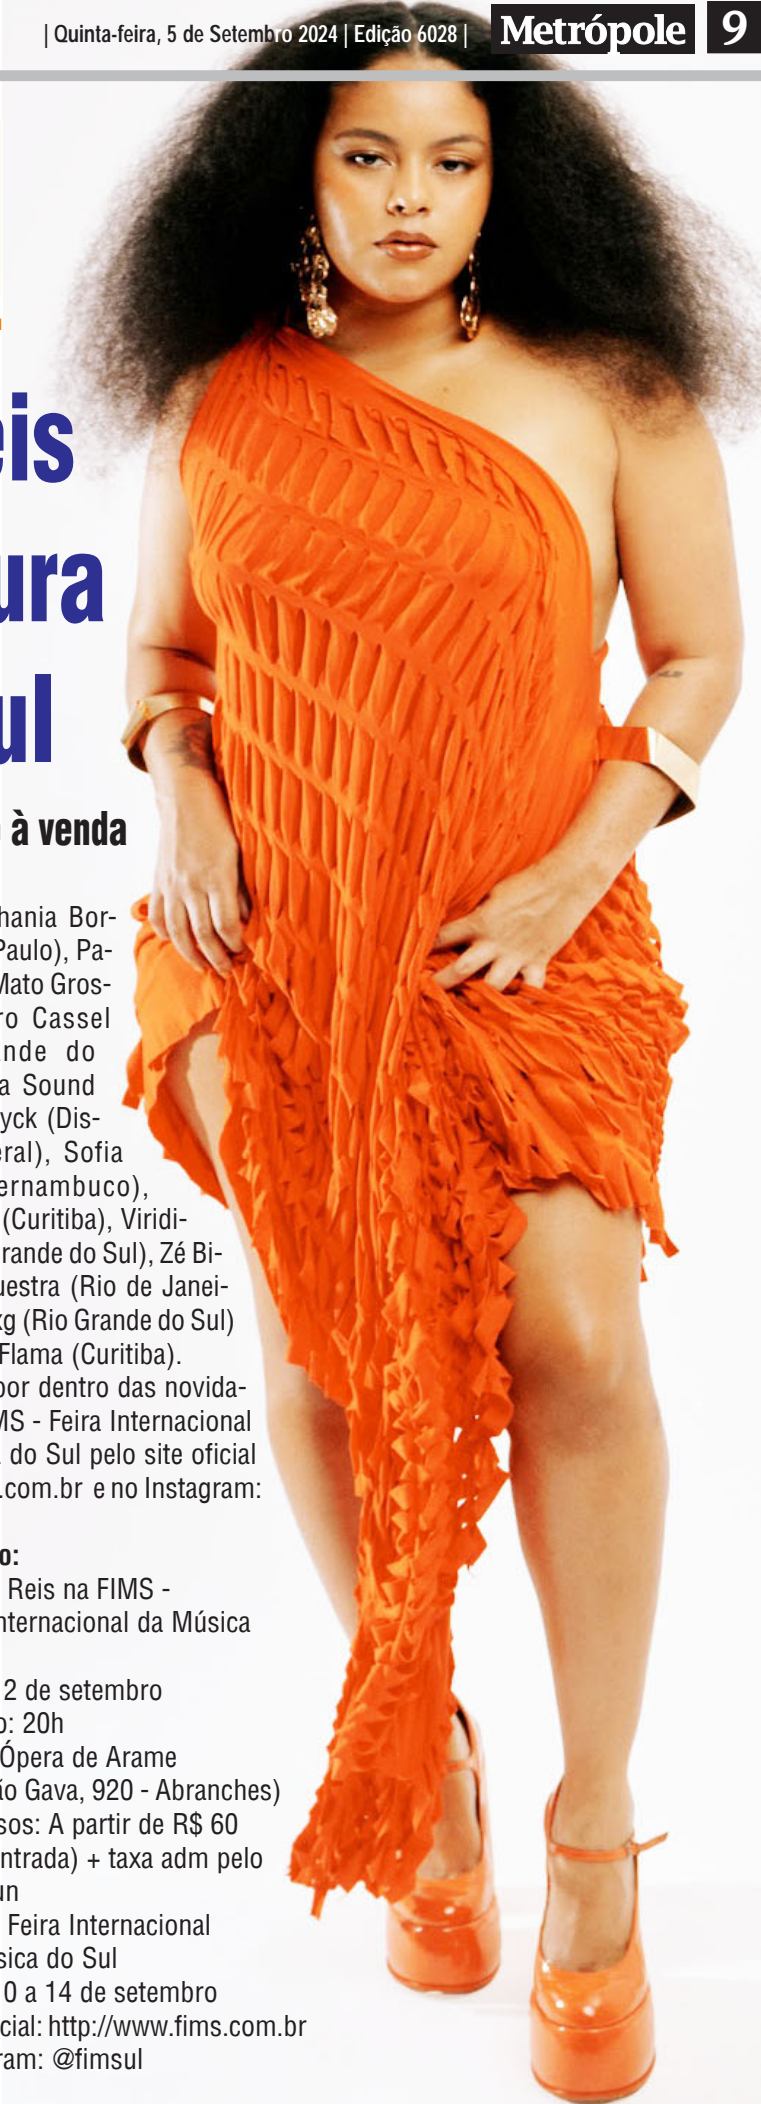 | Quinta-feira, 5 de Setembro 2024 | Edição 6028 | Metrópole 9
eis
ura
ul
à venda
hania Bor-
Paulo), Pa-
Mato Gros-
ro Cassel
nde do
a Sound
yck (Dis-
eral), Sofia
ernambuco),
(Curitiba), Viridi-
rande do Sul), Zé Bi-
uestra (Rio de Janei-
kg (Rio Grande do Sul)
Flama (Curitiba).
por dentro das novida-
MS - Feira Internacional
do Sul pelo site oficial
.com.br e no Instagram:
o:
Reis na FIMS -
nternacional da Música
2 de setembro
o: 20h
Ópera de Arame
ão Gava, 920 - Abranches)
sos: A partir de R$ 60
ntrada) + taxa adm pelo
un
Feira Internacional
sica do Sul
0 a 14 de setembro
cial: http://www.fims.com.br
ram: @fimsul